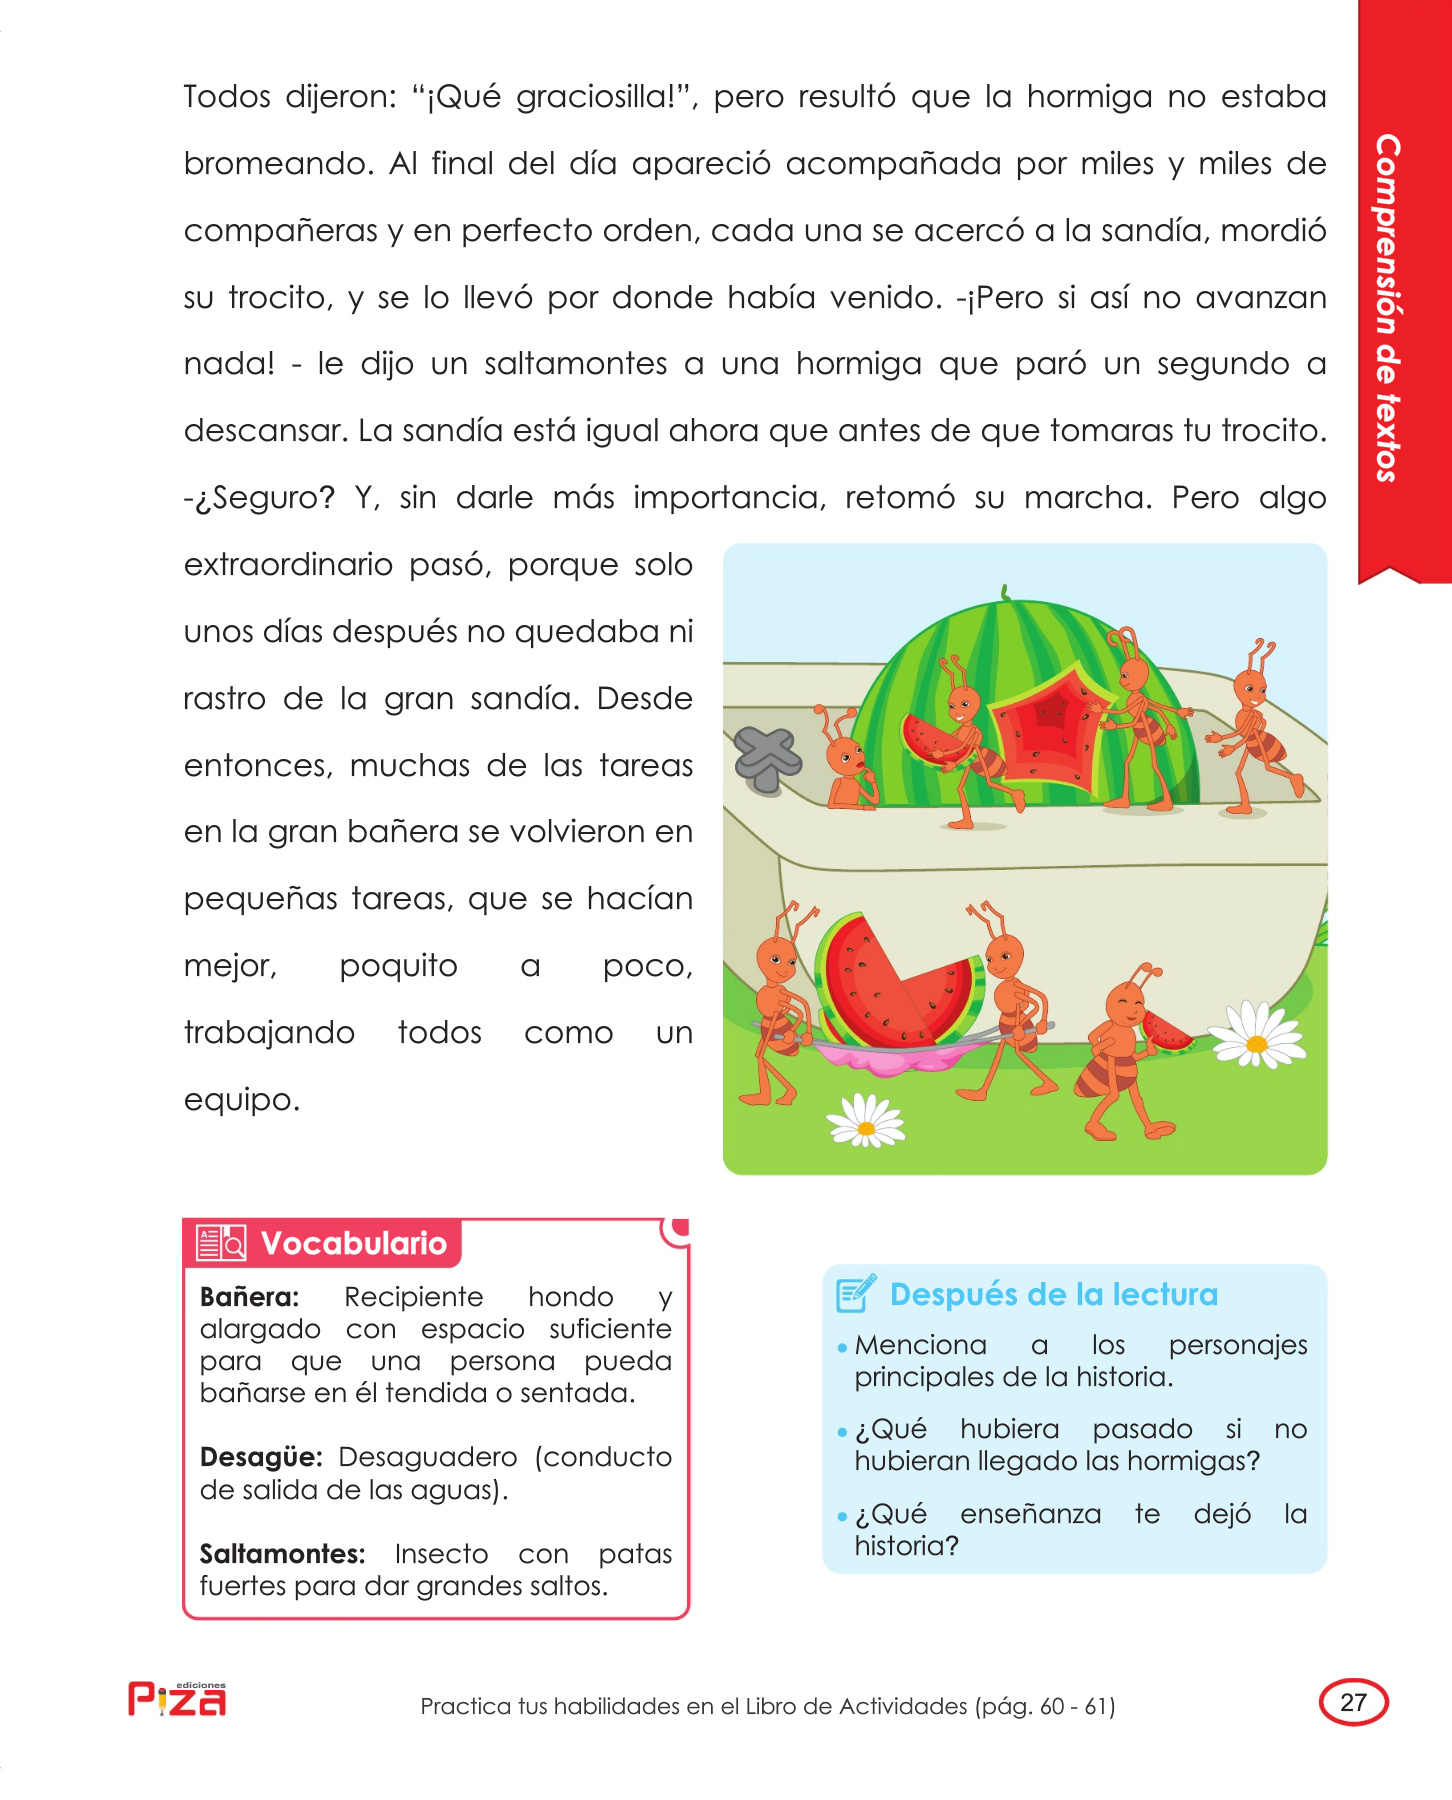 Todos dijeron: “¡Qué graciosilla!”, pero resultó que la hormiga no estaba
bromeando. Al final del día apareció acompañada por miles y miles de
compañeras y en perfecto orden, cada una se acercó a la sandía, mordió
su trocito, y se lo llevó por donde había venido. -¡Pero si así no avanzan
nada! - le dijo un saltamontes a una hormiga que paró un segundo a
descansar. La sandía está igual ahora que antes de que tomaras tu trocito.
-¿Seguro? Y, sin darle más importancia, retomó su marcha. Pero algo
extraordinario pasó, porque solo
unos días después no quedaba ni
rastro de la gran sandía. Desde
entonces, muchas de las tareas
en la gran bañera se volvieron en
pequeñas tareas, que se hacían
mejor, poquito a poco,
trabajando todos como un
equipo.
Comprensión de textos
Vocabulario
Bañera: Recipiente hondo y
alargado con espacio suficiente
para que una persona pueda
bañarse en él tendida o sentada.
Desagüe: Desaguadero (conducto
de salida de las aguas).
Saltamontes: Insecto con patas
fuertes para dar grandes saltos.
Después de la lectura
• Menciona a los personajes
principales de la historia.
• ¿Qué hubiera pasado si no
hubieran llegado las hormigas?
• ¿Qué enseñanza te dejó la
historia?
ediciones
Piza
Practica tus habilidades en el Libro de Actividades (pág. 60 - 61)
27